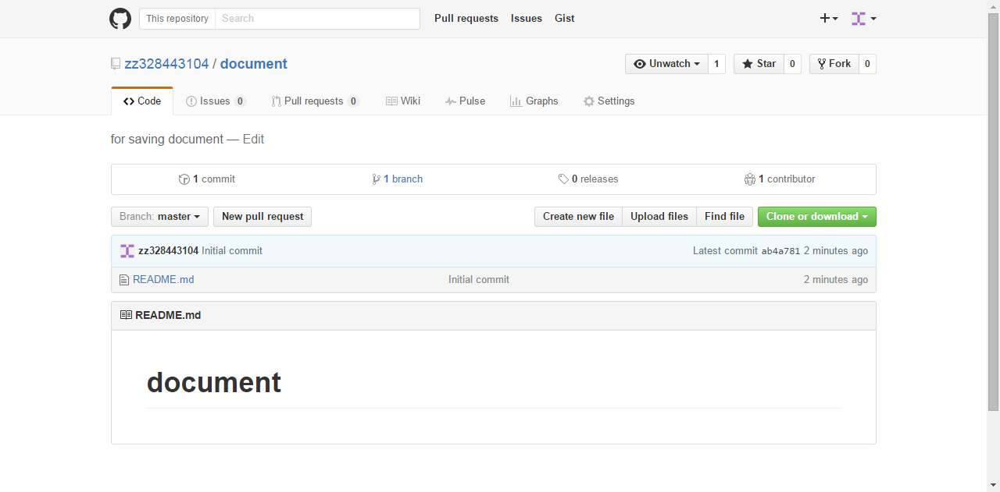 This repository Search Pull requests Issues Gist
zz328443104 / document Unwatch 1 Star 0 Fork 0
Code Issues 0 Pull requests 0 Wiki Pulse Graphs Settings
for saving document — Edit
1 commit 1 branch 0 releases 1 contributor
Branch: master New pull request Create new file Upload files Find file Clone or download
zz328443104 Initial commit Latest commit ab4a781 2 minutes ago
README.md Initial commit 2 minutes ago
README.md
document